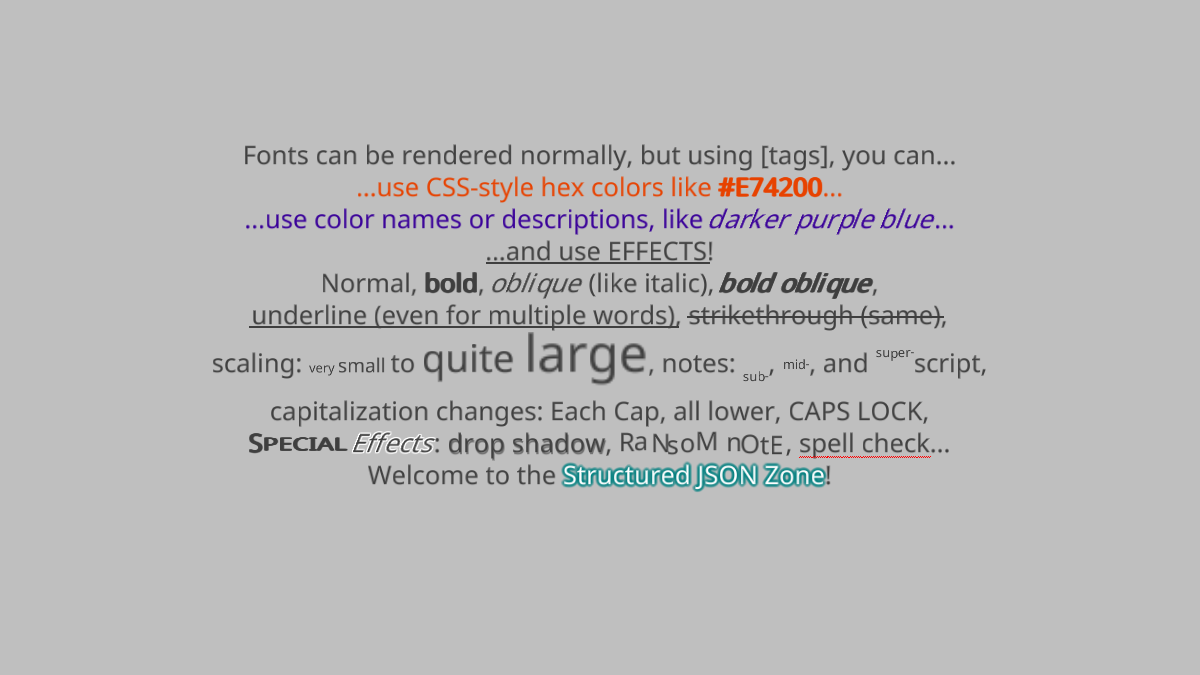 Fonts can be rendered normally, but using [tags], you can...
...use CSS-style hex colors like #E74200...
...use color names or descriptions, like darker purple blue...
...and use EFFECTS!
Normal, bold, oblique (like italic), bold oblique,
underline (even for multiple words), strikethrough (same),
scaling: very small to quite large, notes: sub-, mid-, and super-script,
capitalization changes: Each Cap, all lower, CAPS LOCK,
SPECIAL Effects: drop shadow, RaNsoM nOtE, spell check...
Welcome to the Structured JSON Zone!